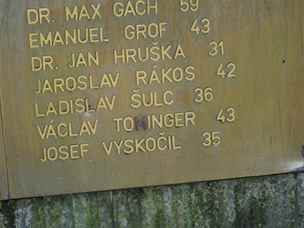 DR. MAX GACH 59
EMANUEL GROF 43
DR. JAN HRUŠKA 31
JAROSLAV RÁKOS 42
LADISLAV ŠULC 36
VÁCLAV 43
JOSEF VYSKOČIL 35